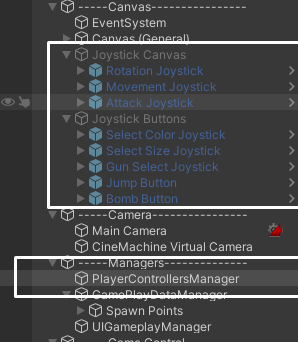 -----Canvas----------------
EventSystem
Canvas (General)
Joystick Canvas
Rotation Joystick
Movement Joystick
Attack Joystick
Joystick Buttons
Select Color Joystick
Select Size Joystick
Gun Select Joystick
Jump Button
Bomb Button
-----Camera----------------
Main Camera
CineMachine Virtual Camera
-----Managers--------------
PlayerControllersManager
GamePlayDataManager
Spawn Points
UIGameplayManager